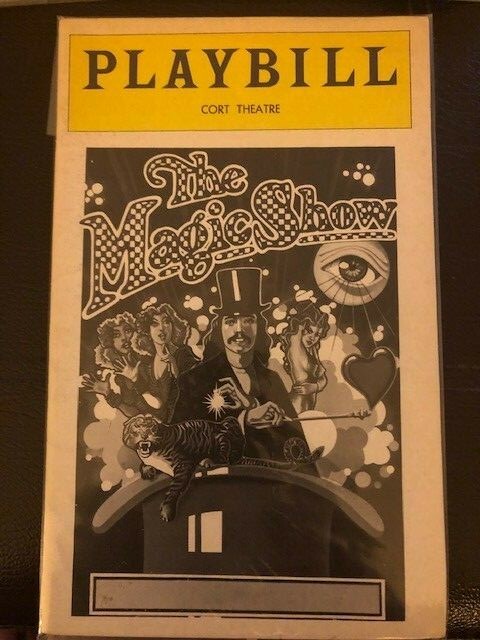 PLAYBILL
CORT THEATRE
The
Magic Show